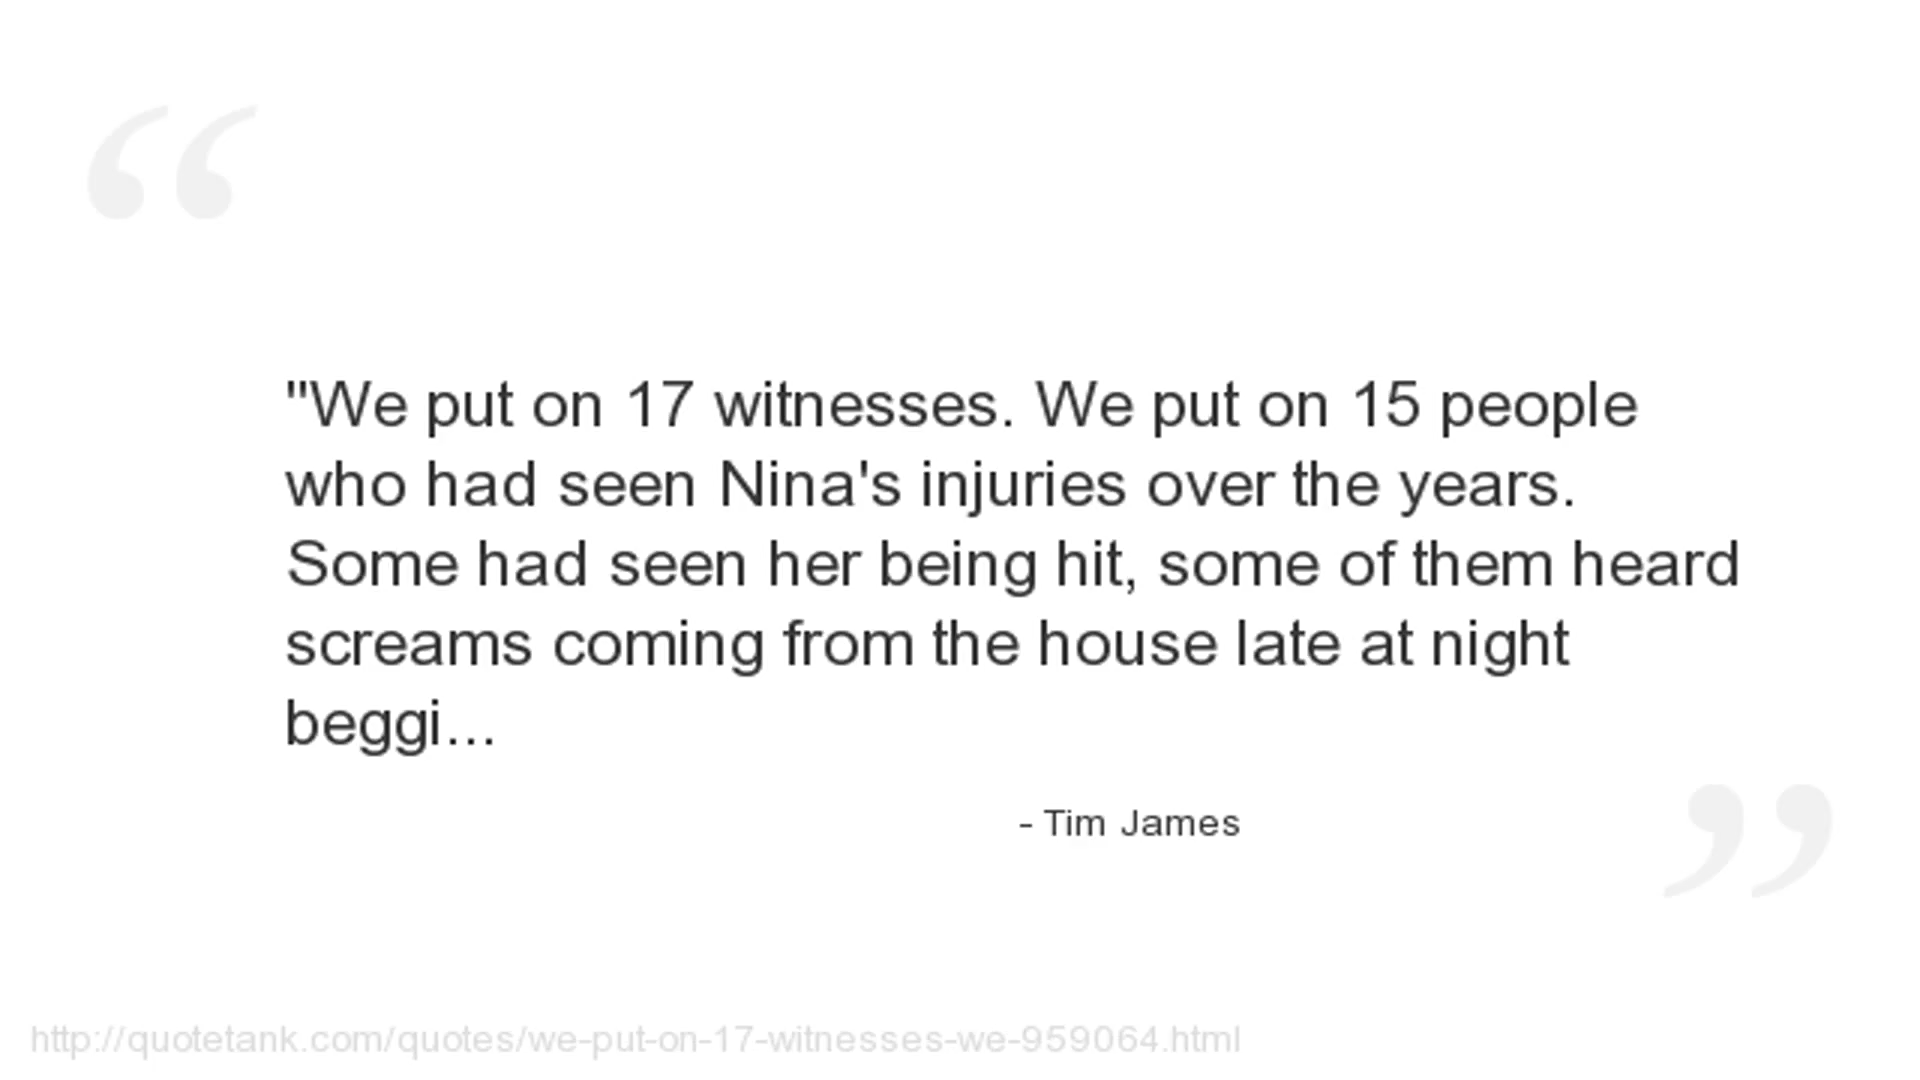 "We put on 17 witnesses. We put on 15 people
who had seen Nina's injuries over the years.
Some had seen her being hit, some of them heard
screams coming from the house late at night
beggi...
- Tim James
http://quotetank.com/quotes/we-put-on-17-witnesses-we-959064.html